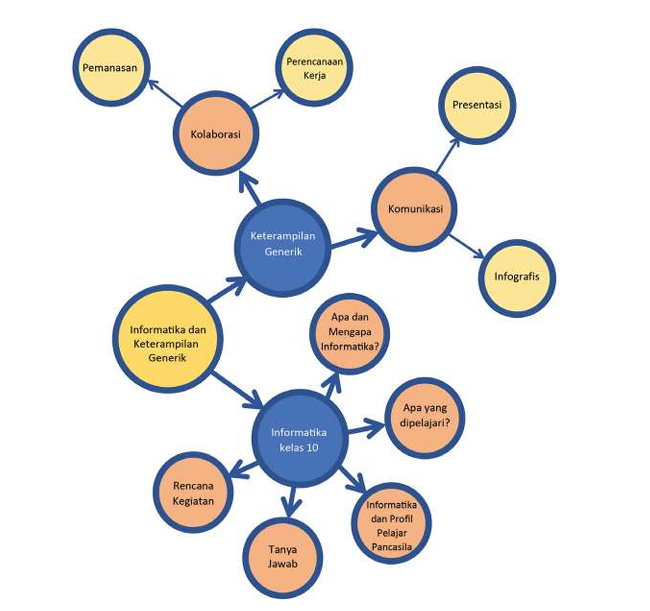 Pemanasan
Perencanaan
Kerja
Kolaborasi
Presentasi
Komunikasi
Keterampilan
Generik
Infografis
Informatika dan
Keterampilan
Generik
Apa dan
Mengapa
Informatika?
Apa yang
dipelajari?
Informatika
kelas 10
Rencana
Kegiatan
Informatika
dan Profil
Pelajar
Pancasila
Tanya
Jawab